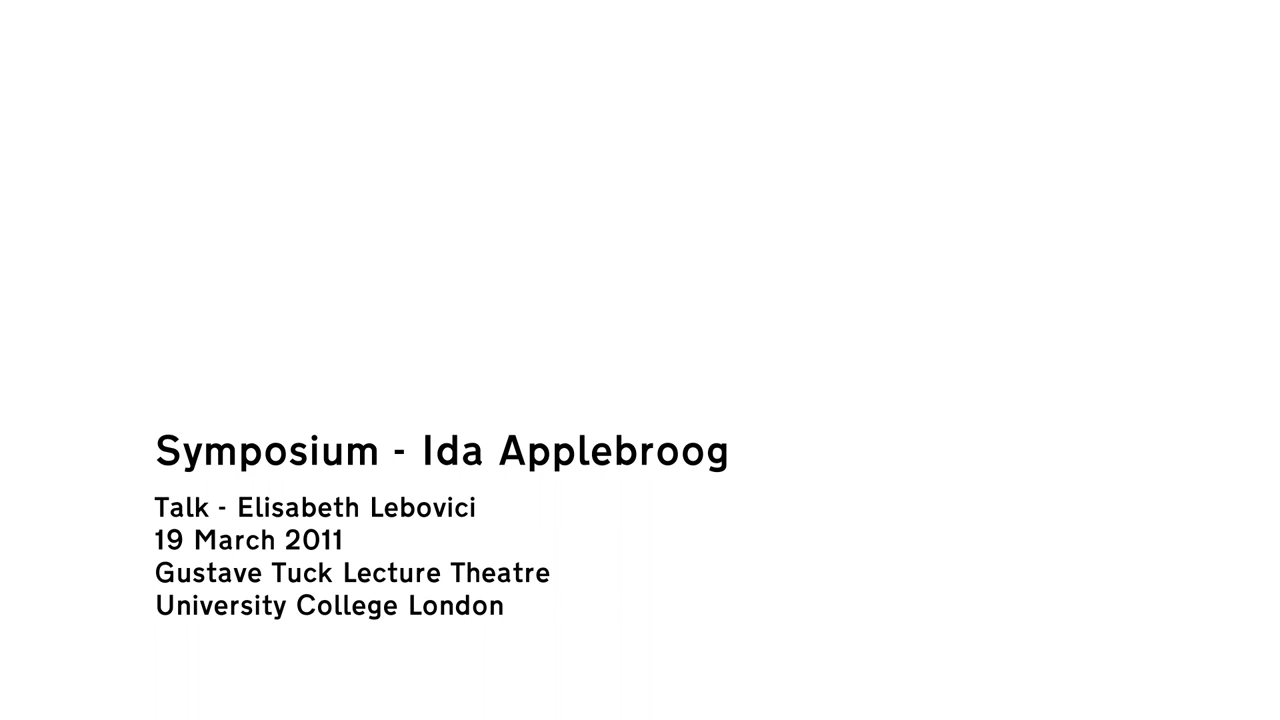 Symposium - Ida Applebroog
Talk - Elisabeth Lebovici
19 March 2011
Gustave Tuck Lecture Theatre
University College London